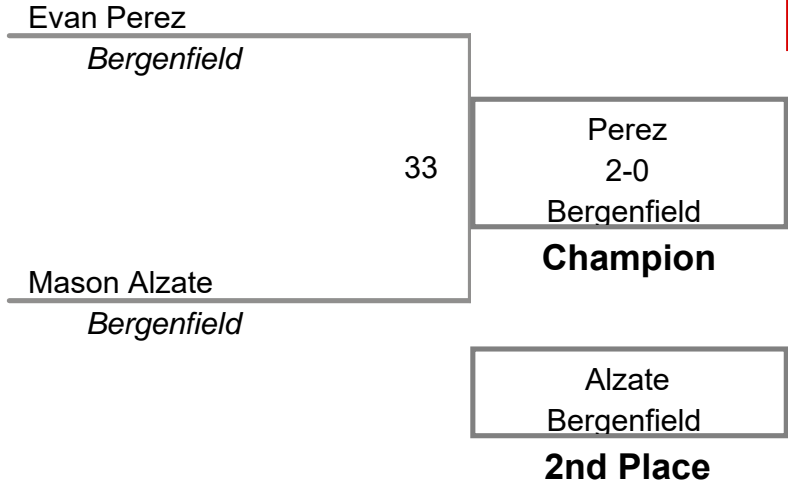 Evan Perez
Bergenfield
33
Perez
2-0
Bergenfield
Champion
Mason Alzate
Bergenfield
Alzate
Bergenfield
2nd Place